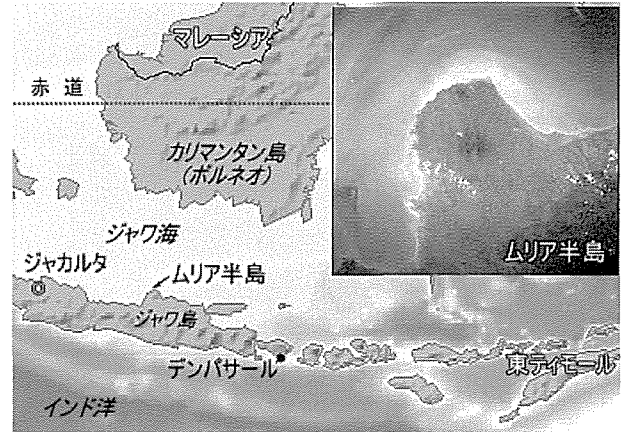 マレーシア
赤道
カリマンタン島
(ボルネオ)
ジャワ海
ジャカルタ
ムリア半島
ジャワ島
デンパサール
東ティモール
インド洋
ムリア半島